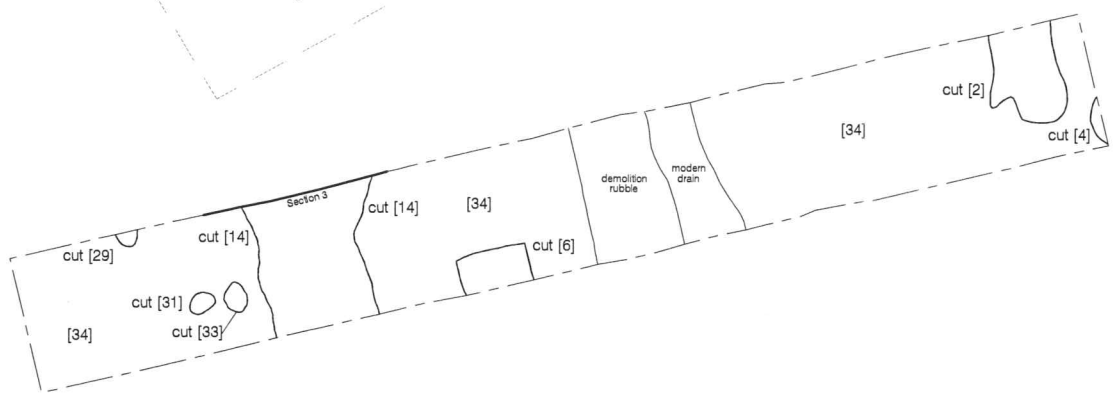 cut [2]
cut [4]
[34]
demolition
rubble
modern
drain
Section 3
cut [14]
[34]
cut [14]
cut [6]
cut [29]
cut [31]
cut [33]
[34]